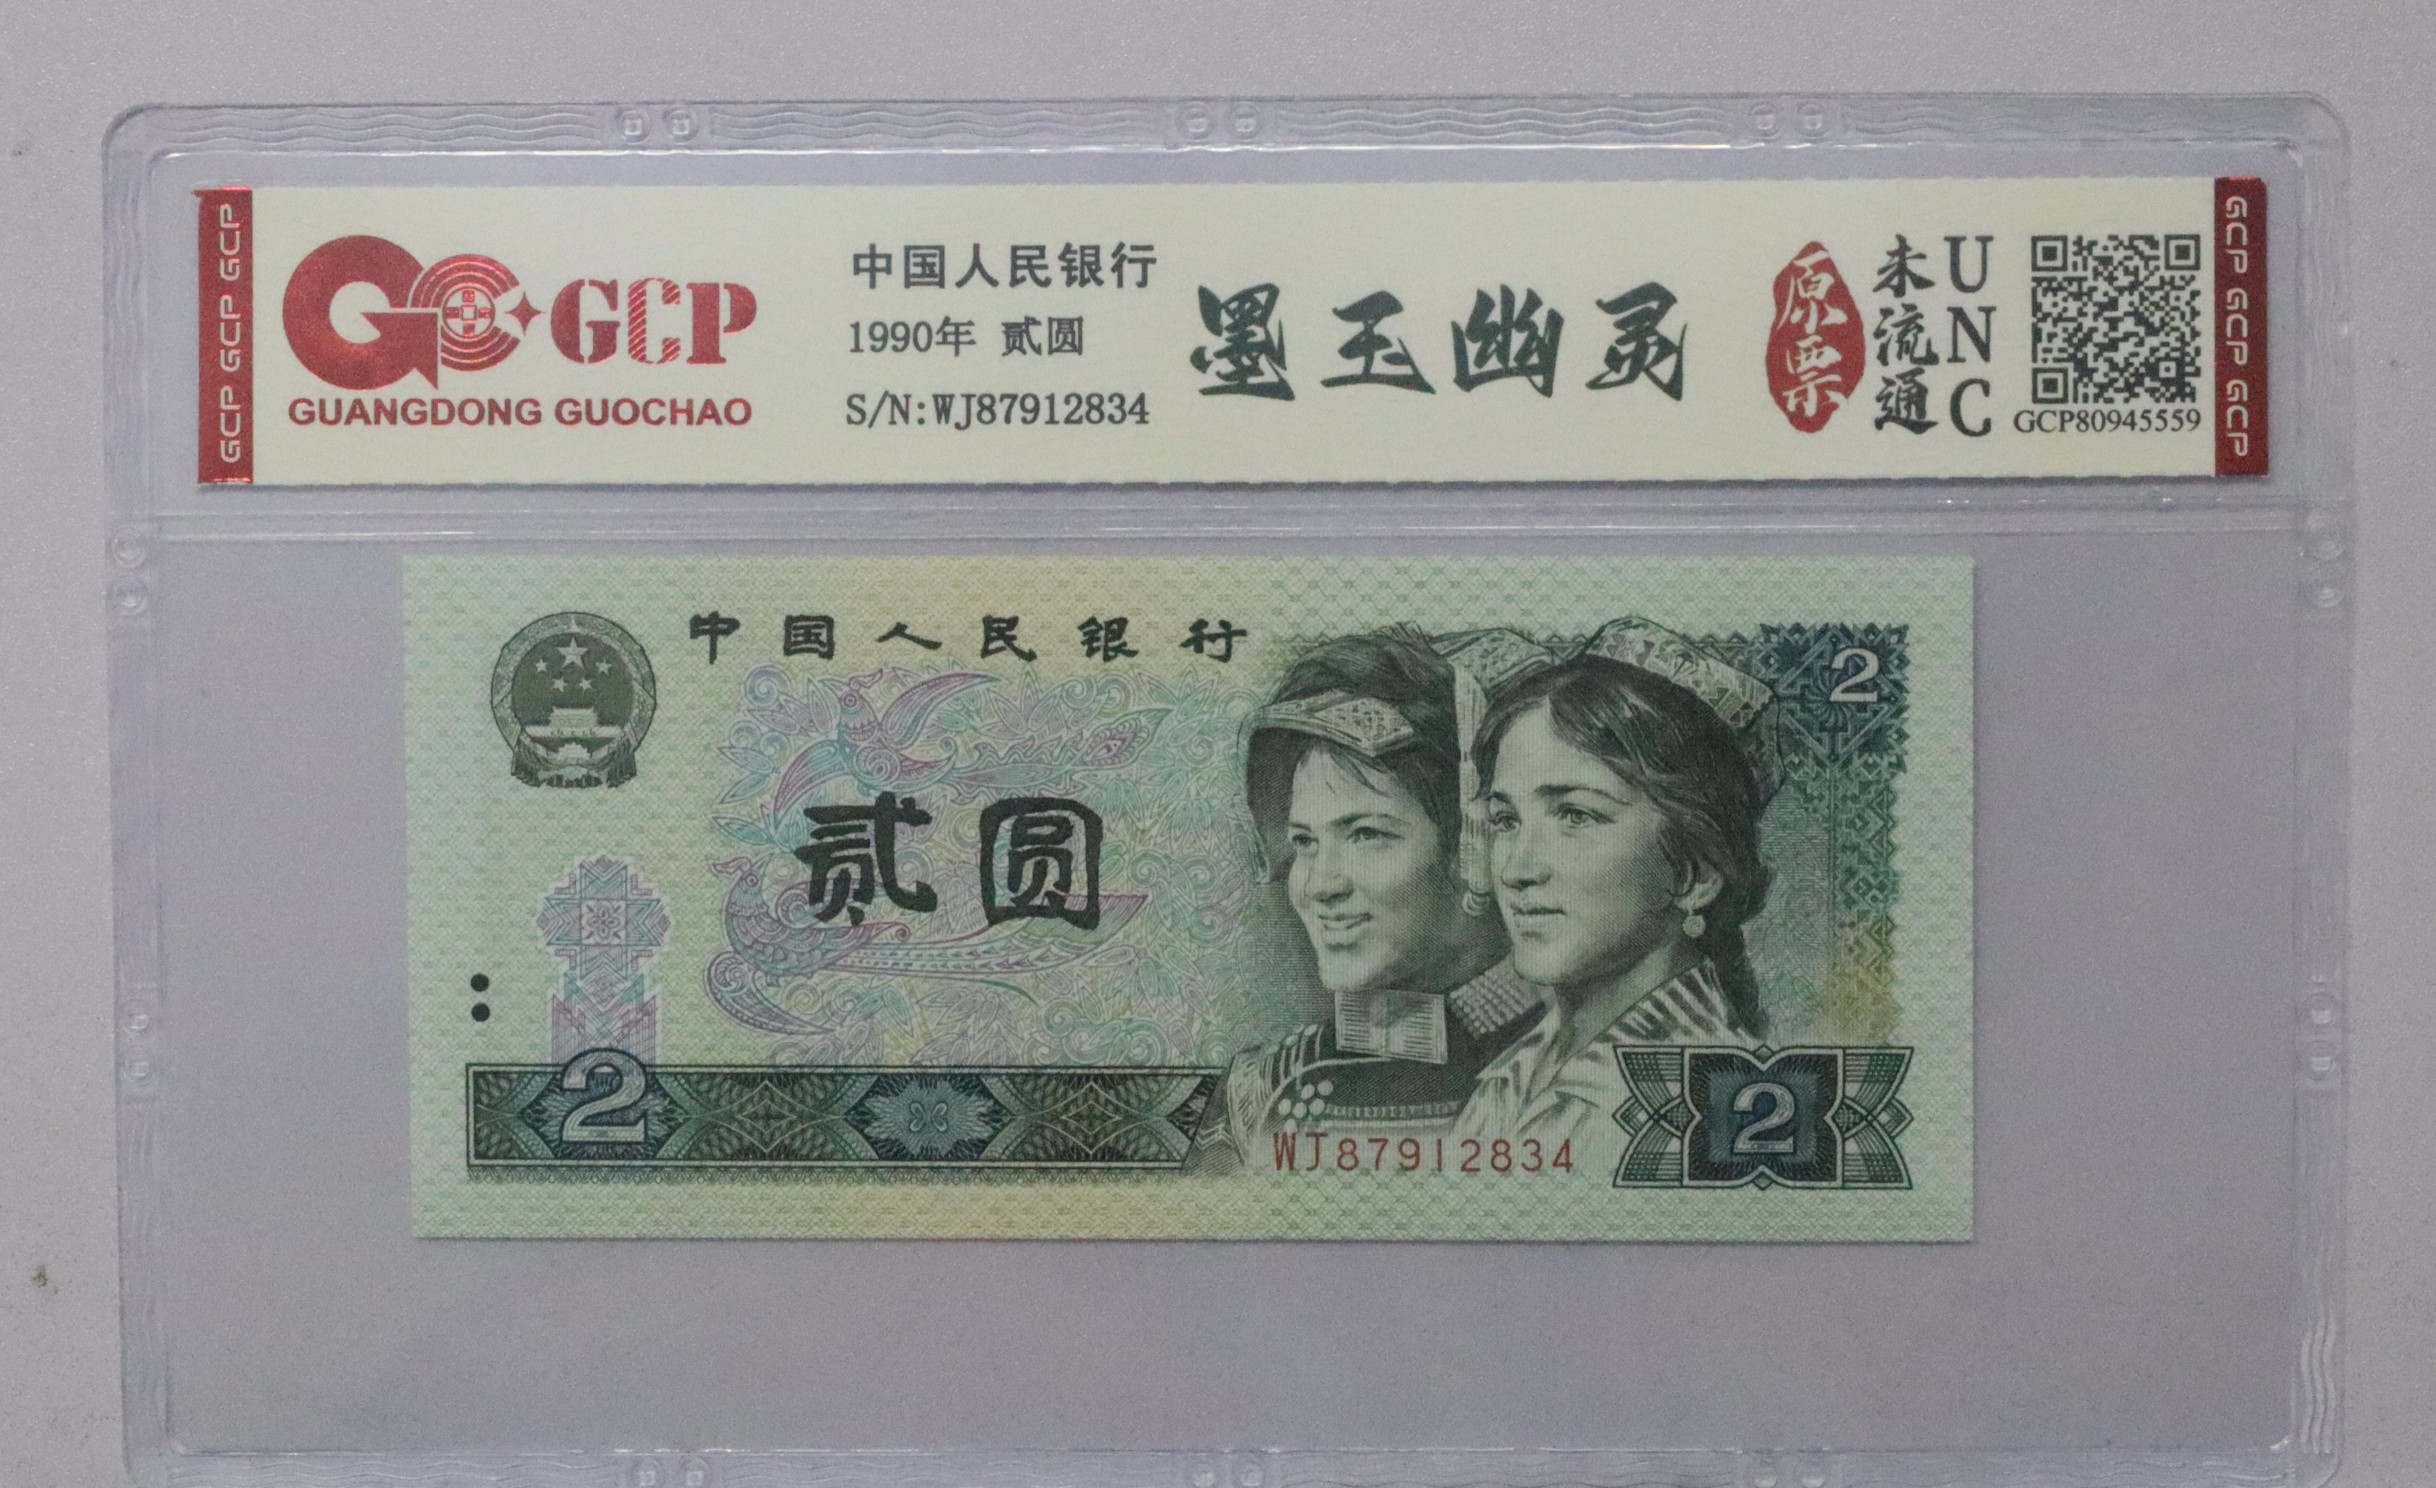 GCP GCP GCP
GCP
GUANGDONG GUOCHAO
中国人民银行
1990年 贰圆
S/N:WJ87912834
墨玉幽灵
原票
未流通
UNC
GCP80945559
GCP GCP GCP
中国人民银行
2
贰圆
2
WJ87912834
2